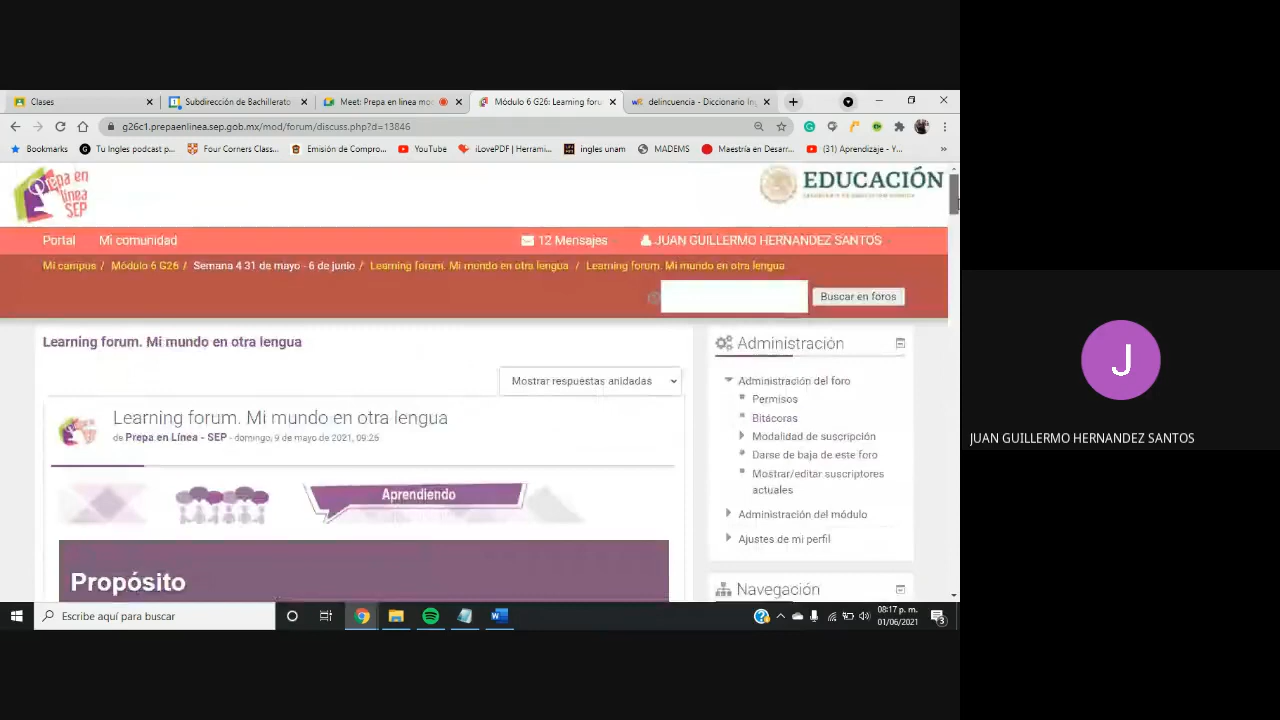 Clases
Subdirección de Bachillerato
Meet: Prepa en linea mo
Módulo 6 G26: Learning foru
delincuencia - Diccionario In
g26c1.prepaenlinea.sep.gob.mx/mod/forum/discuss.php?d=13846
Bookmarks
Tu Ingles podcast p...
Four Corners Class...
Emisión de Compro...
YouTube
iLovePDF | Herrami...
ingles unam
MADEMS
Maestría en Desarr...
(31) Aprendizaje - Y...
Prepa en
línea
SEP
EDUCACIÓN
Portal
Mi comunidad
12 Mensajes
JUAN GUILLERMO HERNANDEZ SANTOS
Mi campus / Módulo 6 G26 / Semana 4 31 de mayo - 6 de junio / Learning forum. Mi mundo en otra lengua / Learning forum. Mi mundo en otra lengua
Buscar en foros
Learning forum. Mi mundo en otra lengua
Mostrar respuestas anidadas
Learning forum. Mi mundo en otra lengua
de Prepa en Línea - SEP - domingo, 9 de mayo de 2021, 09:25
Aprendiendo
Propósito
Administración
Administración del foro
Permisos
Bitácoras
Modalidad de suscripción
Darse de baja de este foro
Mostrar/editar suscriptores
actuales
Administración del módulo
Ajustes de mi perfil
Navegación
J
JUAN GUILLERMO HERNANDEZ SANTOS
Escribe aquí para buscar
08:17 p. m.
01/06/2021
3